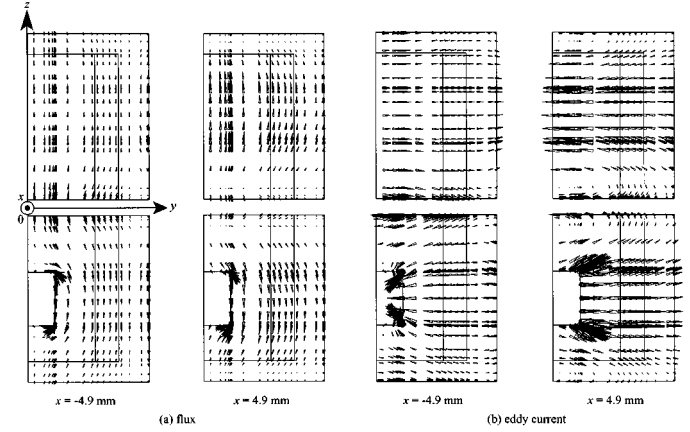 z
x
y
0
x = -4.9 mm
x = 4.9 mm
x = -4.9 mm
x = 4.9 mm
(a) flux
(b) eddy current